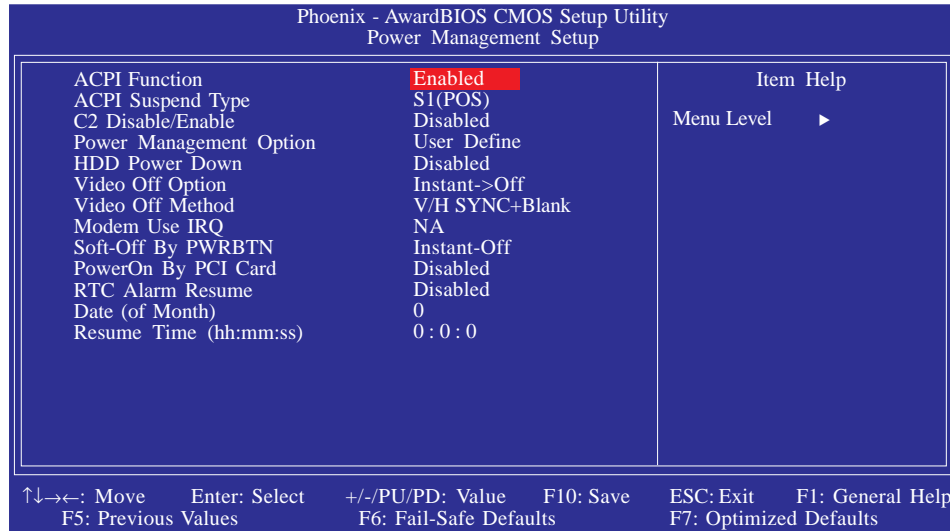 Phoenix - AwardBIOS CMOS Setup Utility
Power Management Setup
ACPI Function Enabled
ACPI Suspend Type S1(POS)
C2 Disable/Enable Disabled
Power Management Option User Define
HDD Power Down Disabled
Video Off Option Instant->Off
Video Off Method V/H SYNC+Blank
Modem Use IRQ NA
Soft-Off By PWRBTN Instant-Off
PowerOn By PCI Card Disabled
RTC Alarm Resume Disabled
Date (of Month) 0
Resume Time (hh:mm:ss) 0 : 0 : 0
Item Help
Menu Level ►
↑↓→←: Move Enter: Select +/-/PU/PD: Value F10: Save ESC: Exit F1: General Help
F5: Previous Values F6: Fail-Safe Defaults F7: Optimized Defaults